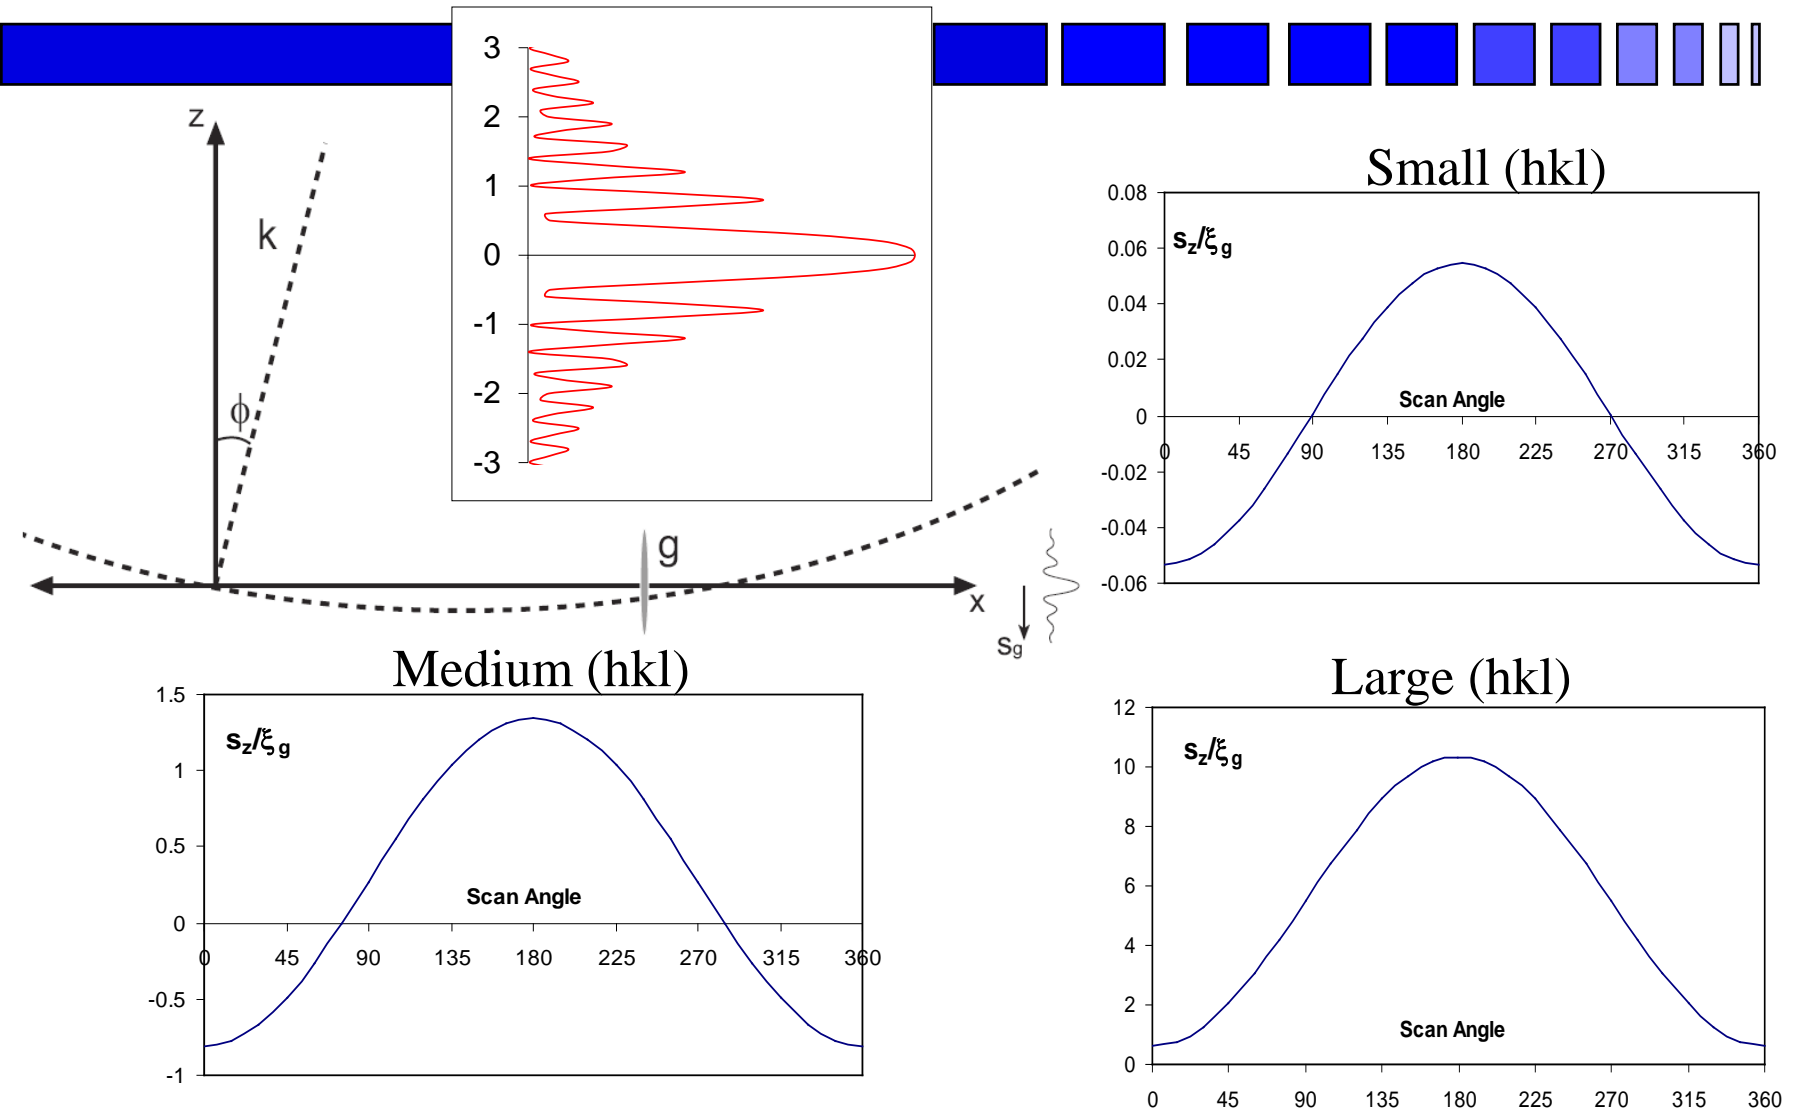 3
2
1
0
-1
-2
-3
z
k
ϕ
g
x
sg
Small (hkl)
0.08
0.06
0.04
0.02
0
-0.02
-0.04
-0.06
sz/ξg
Scan Angle
0 45 90 135 180 225 270 315 360
Medium (hkl)
1.5
1
0.5
0
-0.5
-1
sz/ξg
Scan Angle
0 45 90 135 180 225 270 315 360
Large (hkl)
12
10
8
6
4
2
0
sz/ξg
Scan Angle
0 45 90 135 180 225 270 315 360